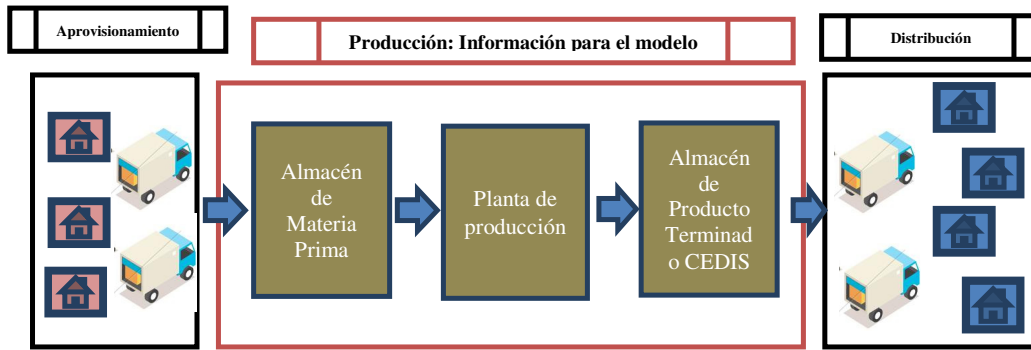 Aprovisionamiento
Producción: Información para el modelo
Distribución
Almacén
de
Materia
Prima
Planta de
producción
Almacén
de
Producto
Terminad
o CEDIS